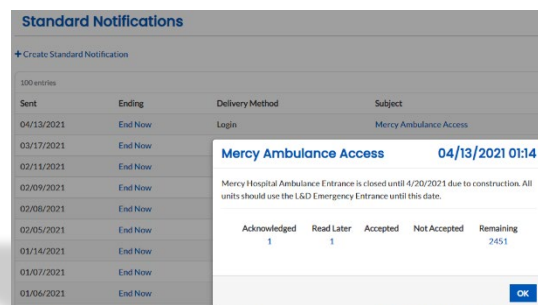 Standard Notifications
+ Create Standard Notification
100 entries
Sent Ending Delivery Method Subject
04/13/2021 End Now Login Mercy Ambulance Access
03/17/2021 End Now
02/11/2021 End Now
02/09/2021 End Now
02/08/2021 End Now
02/05/2021 End Now
01/14/2021 End Now
01/07/2021 End Now
01/06/2021 End Now
Mercy Ambulance Access 04/13/2021 01:14
Mercy Hospital Ambulance Entrance is closed until 4/20/2021 due to construction. All
units should use the L&D Emergency Entrance until this date.
Acknowledged Read Later Accepted Not Accepted Remaining
1 1 2451
OK